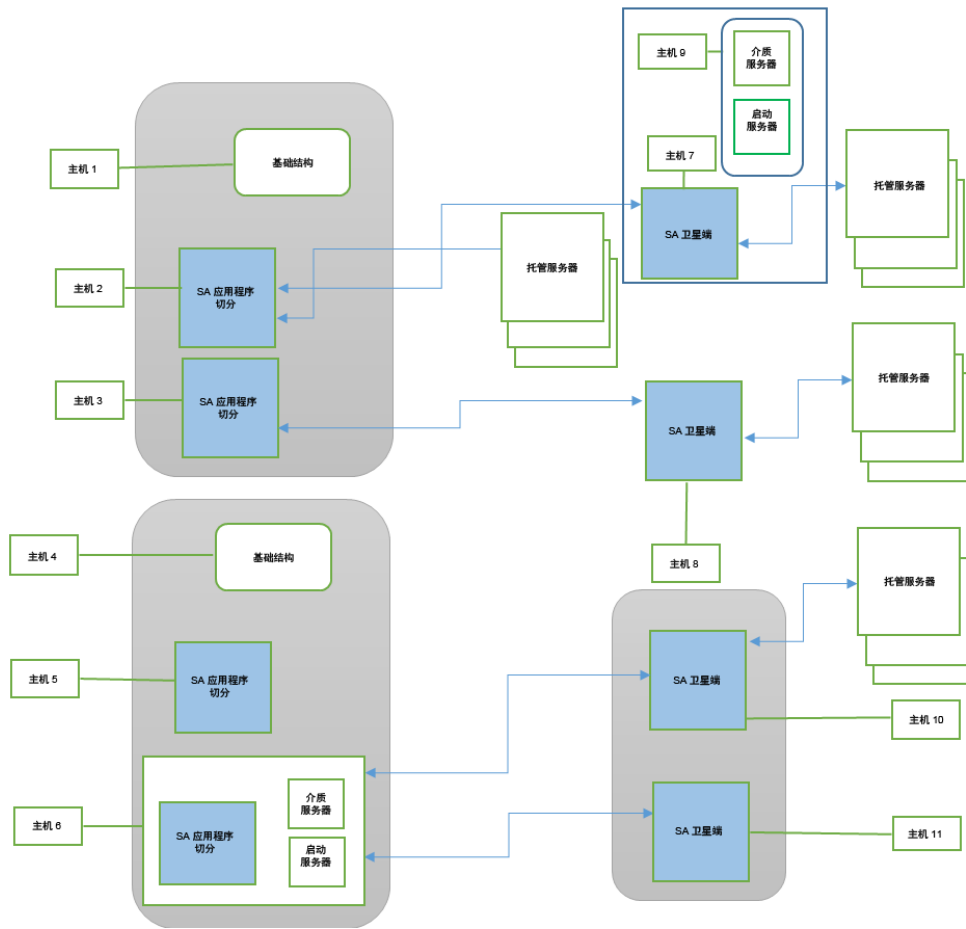 主机 9
介质
服务器
启动
服务器
主机 7
基础结构
主机 1
托管服务器
SA 卫星端
托管服务器
主机 2
SA 应用程序
切分
主机 3
SA 应用程序
切分
SA 卫星端
托管服务器
主机 4
基础结构
主机 8
托管服务器
主机 5
SA 应用程序
切分
SA 卫星端
主机 10
主机 6
SA 应用程序
切分
介质
服务器
启动
服务器
SA 卫星端
主机 11